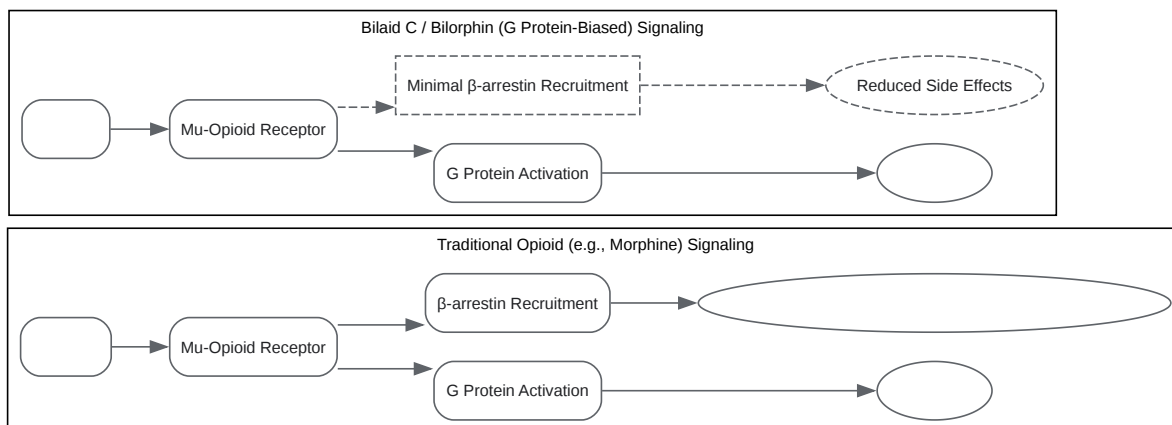 Bilaid C / Bilorphin (G Protein-Biased) Signaling
Minimal β-arrestin Recruitment
Reduced Side Effects
Mu-Opioid Receptor
G Protein Activation
Traditional Opioid (e.g., Morphine) Signaling
β-arrestin Recruitment
Mu-Opioid Receptor
G Protein Activation